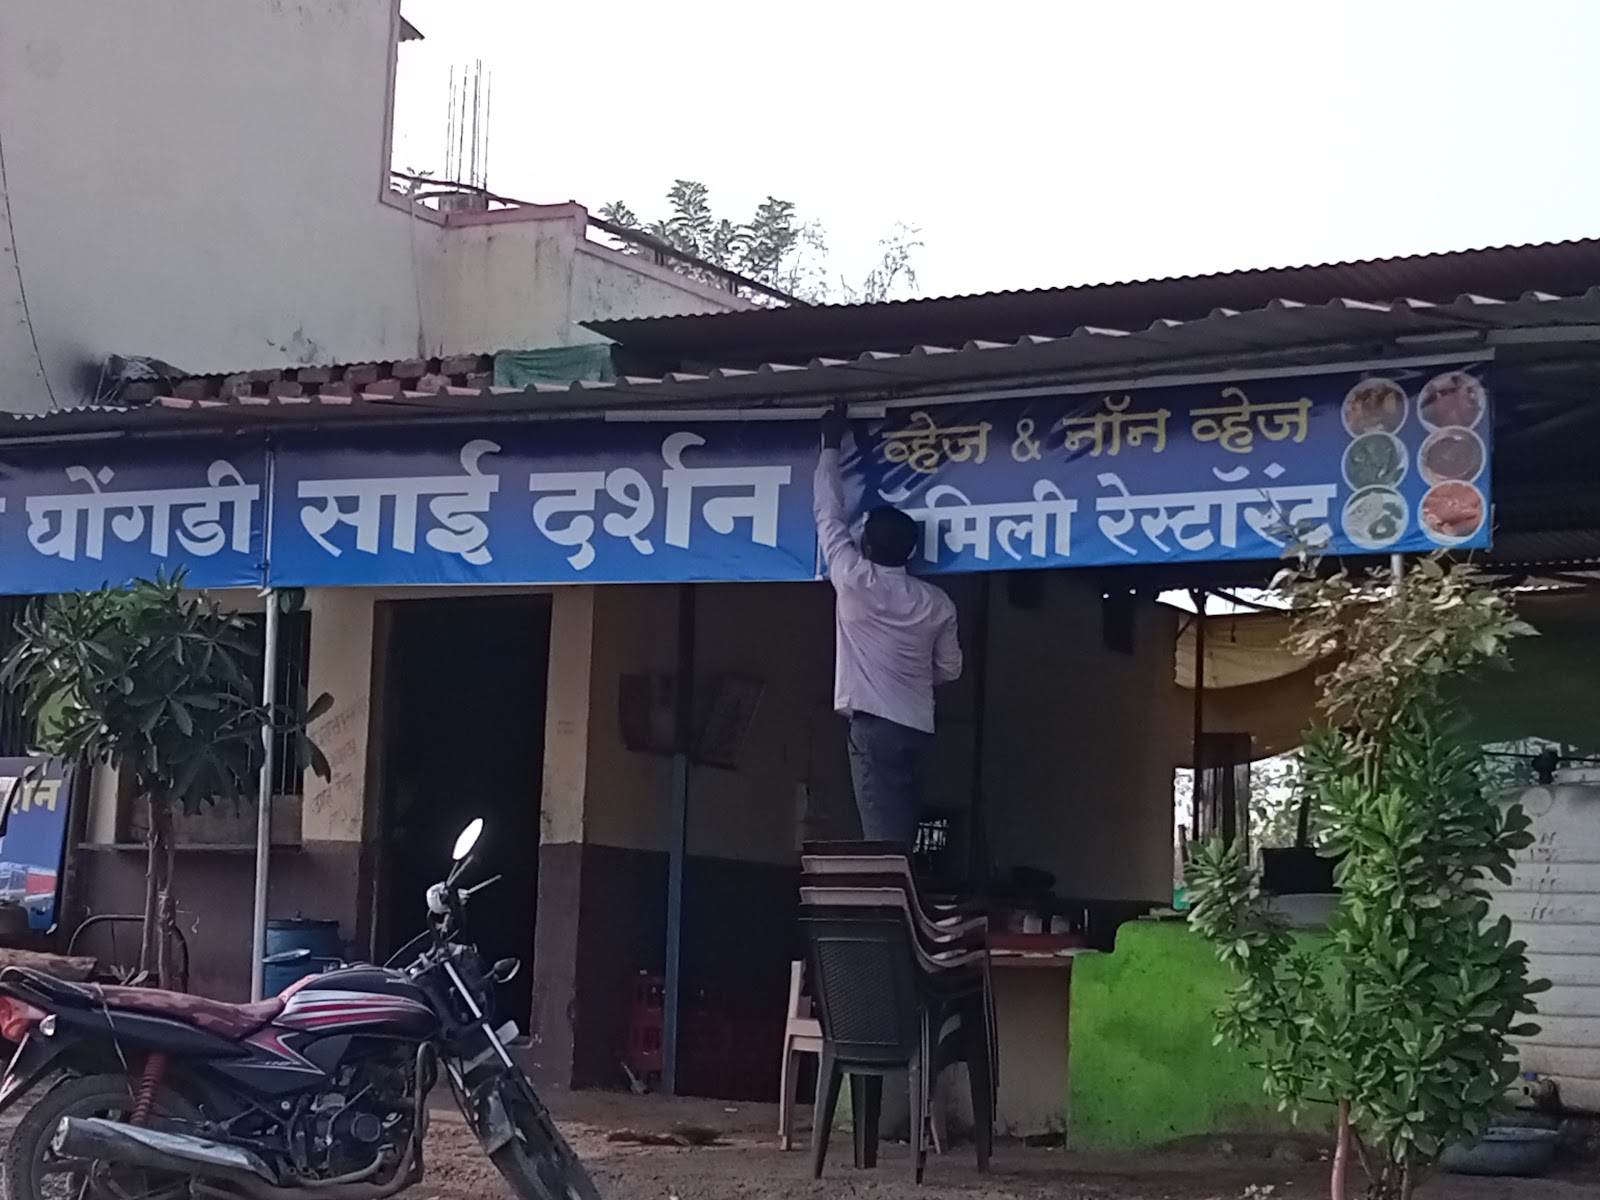 घोंगडी
साई दर्शन
व्हेज & नॉन व्हेज
फॅमिली रेस्टॉरंट